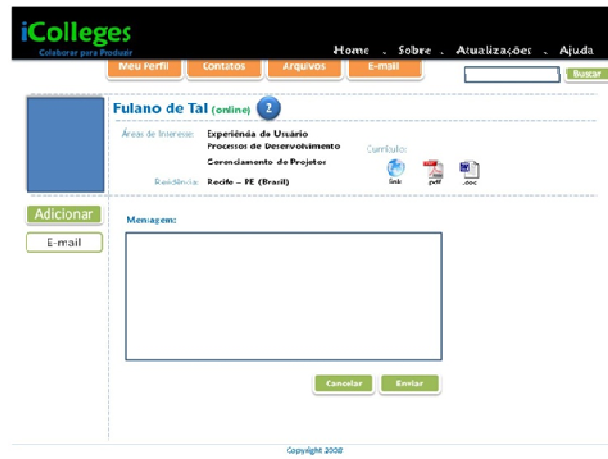 iColleges
Colaborar para Produzir
Home . Sobre . Atualizações . Ajuda
Meu Perfil Contatos Arquivos E-mail
Buscar
Fulano de Tal (online) 2
Áreas de Interesse: Experiência do Usuário
Processos de Desenvolvimento
Currículo:
Gerenciamento de Projetos
link .pdf .doc
Residência: Recife – PE (Brasil)
Adicionar
Mensagem:
E-mail
Cancelar Enviar
Copyright 2008